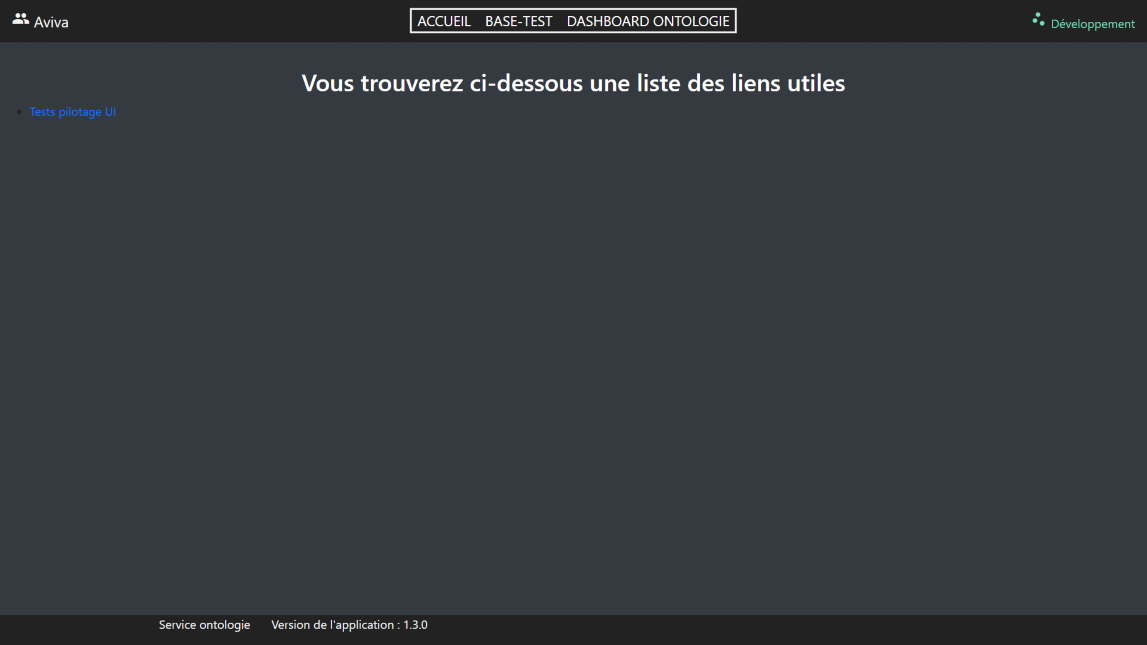 Aviva
ACCUEIL BASE-TEST DASHBOARD ONTOLOGIE
Développement
Vous trouverez ci-dessous une liste des liens utiles
Tests pilotage UI
Service ontologie Version de l'application : 1.3.0